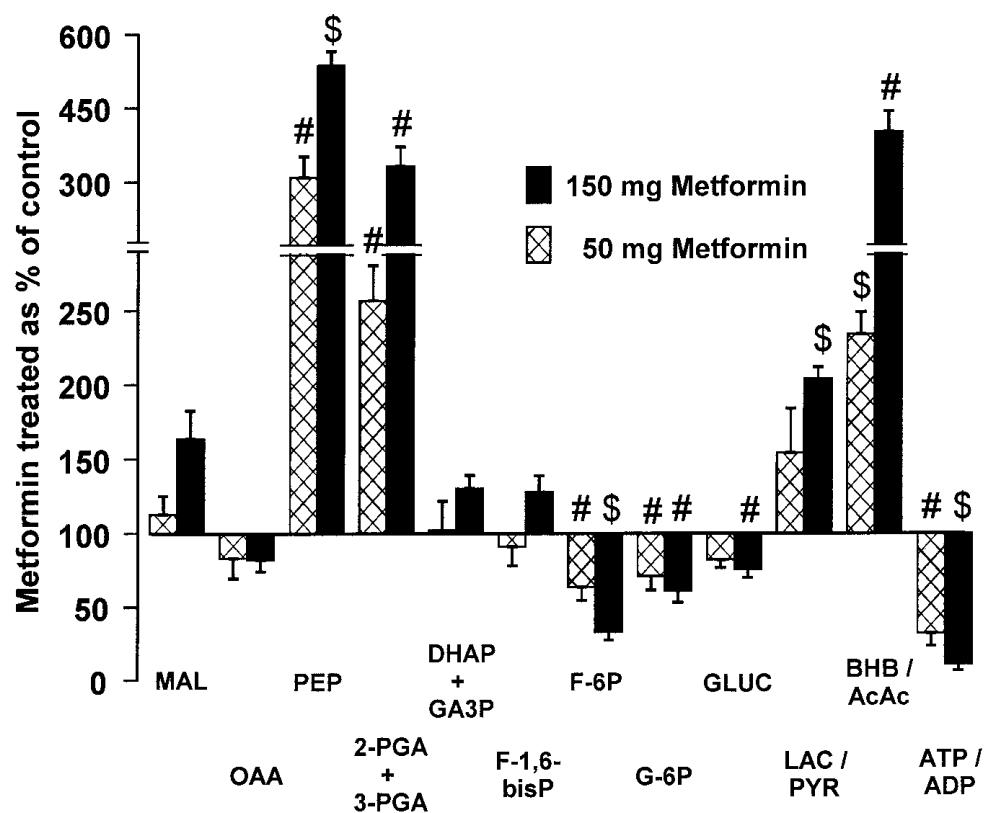 Metformin treated as % of control
600
450
300
250
200
150
100
50
0
$
#
#
#
150 mg Metformin
50 mg Metformin
#
$
$
# $
# #
#
# $
MAL
OAA
PEP
2-PGA
+
3-PGA
DHAP
+
GA3P
F-1,6-
bisP
F-6P
G-6P
GLUC
LAC /
PYR
BHB /
AcAc
ATP /
ADP